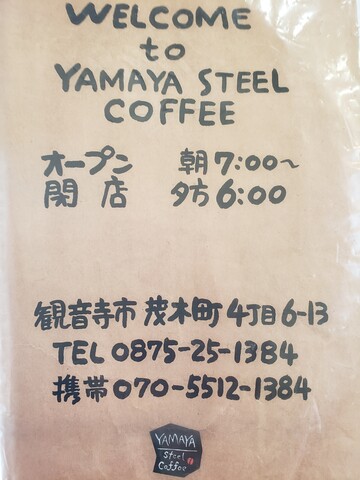 WELCOME
to
YAMAYA STEEL
COFFEE
オープン 朝7:00〜
閉店 夕方6:00
観音寺市 茂木町 4丁目6-13
TEL 0875-25-1384
携帯 070-5512-1384
YAMAYA
Steel
Coffee